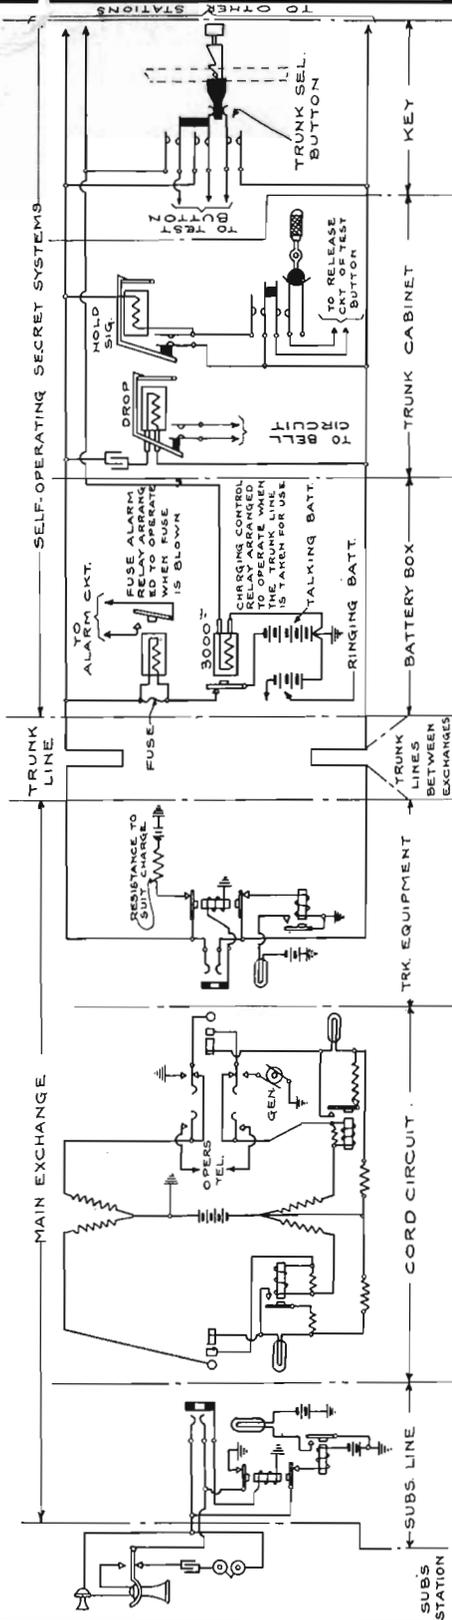 TO OTHER
STATIONS
SELF-OPERATING SECRET SYSTEMS
TRUNK SEL.
BUTTON
KEY
TO TEST
BUTTON
HOLD
SIG.
TO RELEASE
CKT OF TEST
BUTTON
TRUNK CABINET
DROP
TO BELL
CIRCUIT
TO
ALARM CKT.
FUSE ALARM
RELAY ARRANG
ED TO OPERATE
WHEN FUSE
IS BLOWN
FUSE
3000
CHARGING CONTROL
RELAY ARRANGED
TO OPERATE WHEN
THE TRUNK LINE
IS TAKEN FOR USE
TALKING BATT.
RINGING BATT.
BATTERY BOX
TRUNK
LINE
TRUNK
LINES
BETWEEN
EXCHANGES
MAIN EXCHANGE
RESISTANCE TO
SUIT CHARGE
TRK. EQUIPMENT
OPERS
TEL.
GEN.
CORD CIRCUIT.
SUBS. LINE
SUB'S
STATION